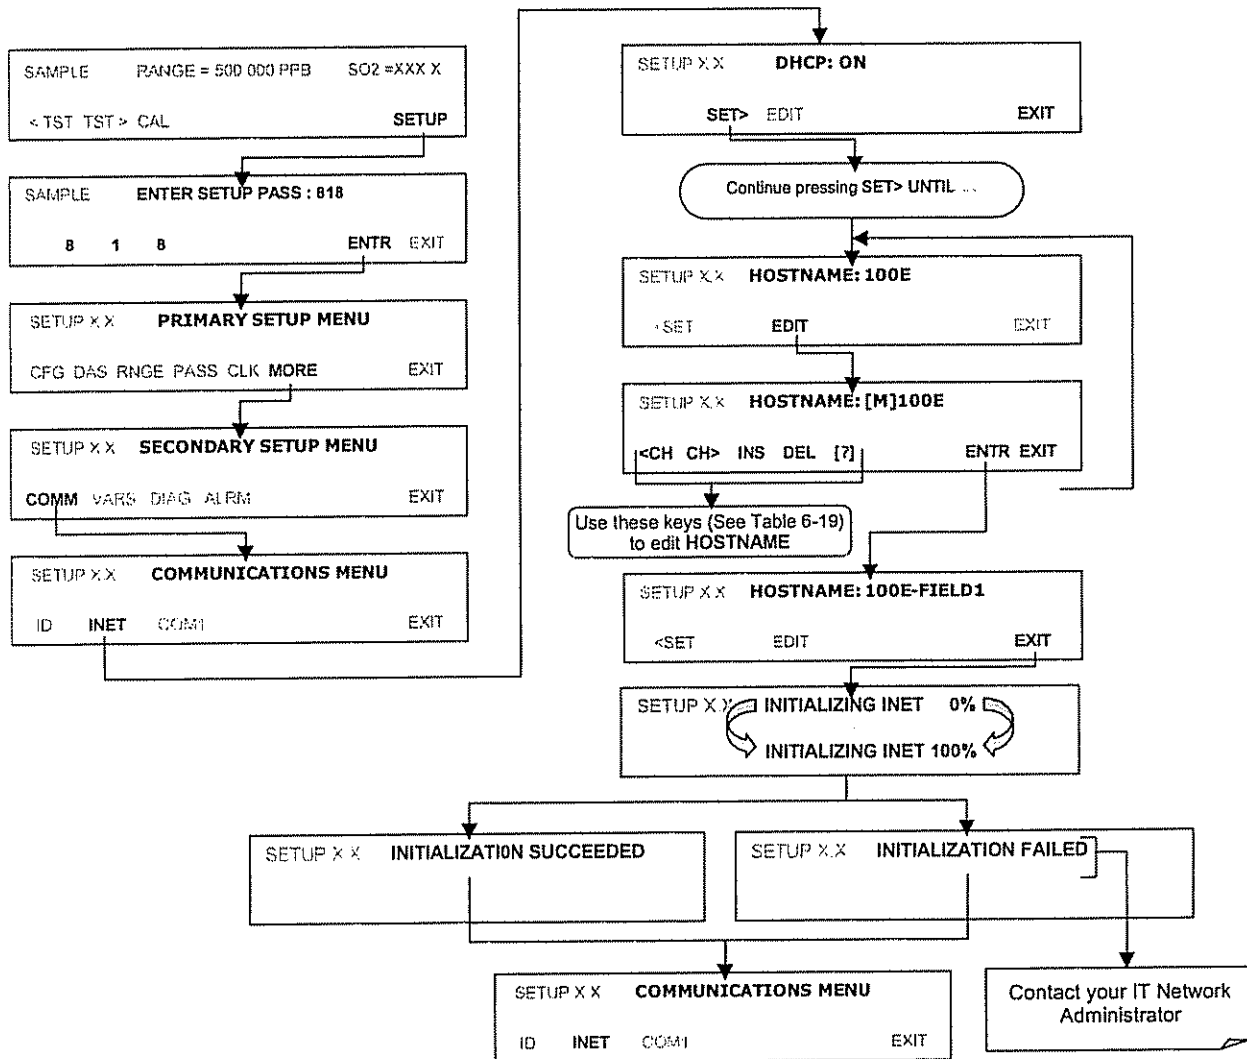 SAMPLE RANGE = 500 000 PPB SO2 =XXX X
< TST TST > CAL SETUP
SAMPLE ENTER SETUP PASS : 818
8 1 8 ENTR EXIT
SETUP X X PRIMARY SETUP MENU
CFG DAS RNGE PASS CLK MORE EXIT
SETUP X X SECONDARY SETUP MENU
COMM VARS DIAG ALRM EXIT
SETUP X X COMMUNICATIONS MENU
ID INET COM1 EXIT
SETUP X X DHCP: ON
SET> EDIT EXIT
Continue pressing SET> UNTIL ...
SETUP X.X HOSTNAME: 100E
<SET EDIT EXIT
SETUP X.X HOSTNAME: [M]100E
<CH CH> INS DEL [?] ENTR EXIT
Use these keys (See Table 6-19)
to edit HOSTNAME
SETUP X X HOSTNAME: 100E-FIELD1
<SET EDIT EXIT
SETUP X.X INITIALIZING INET 0%
INITIALIZING INET 100%
SETUP X X INITIALIZATI0N SUCCEEDED
SETUP X.X INITIALIZATION FAILED
SETUP X X COMMUNICATIONS MENU
ID INET COM1 EXIT
Contact your IT Network
Administrator